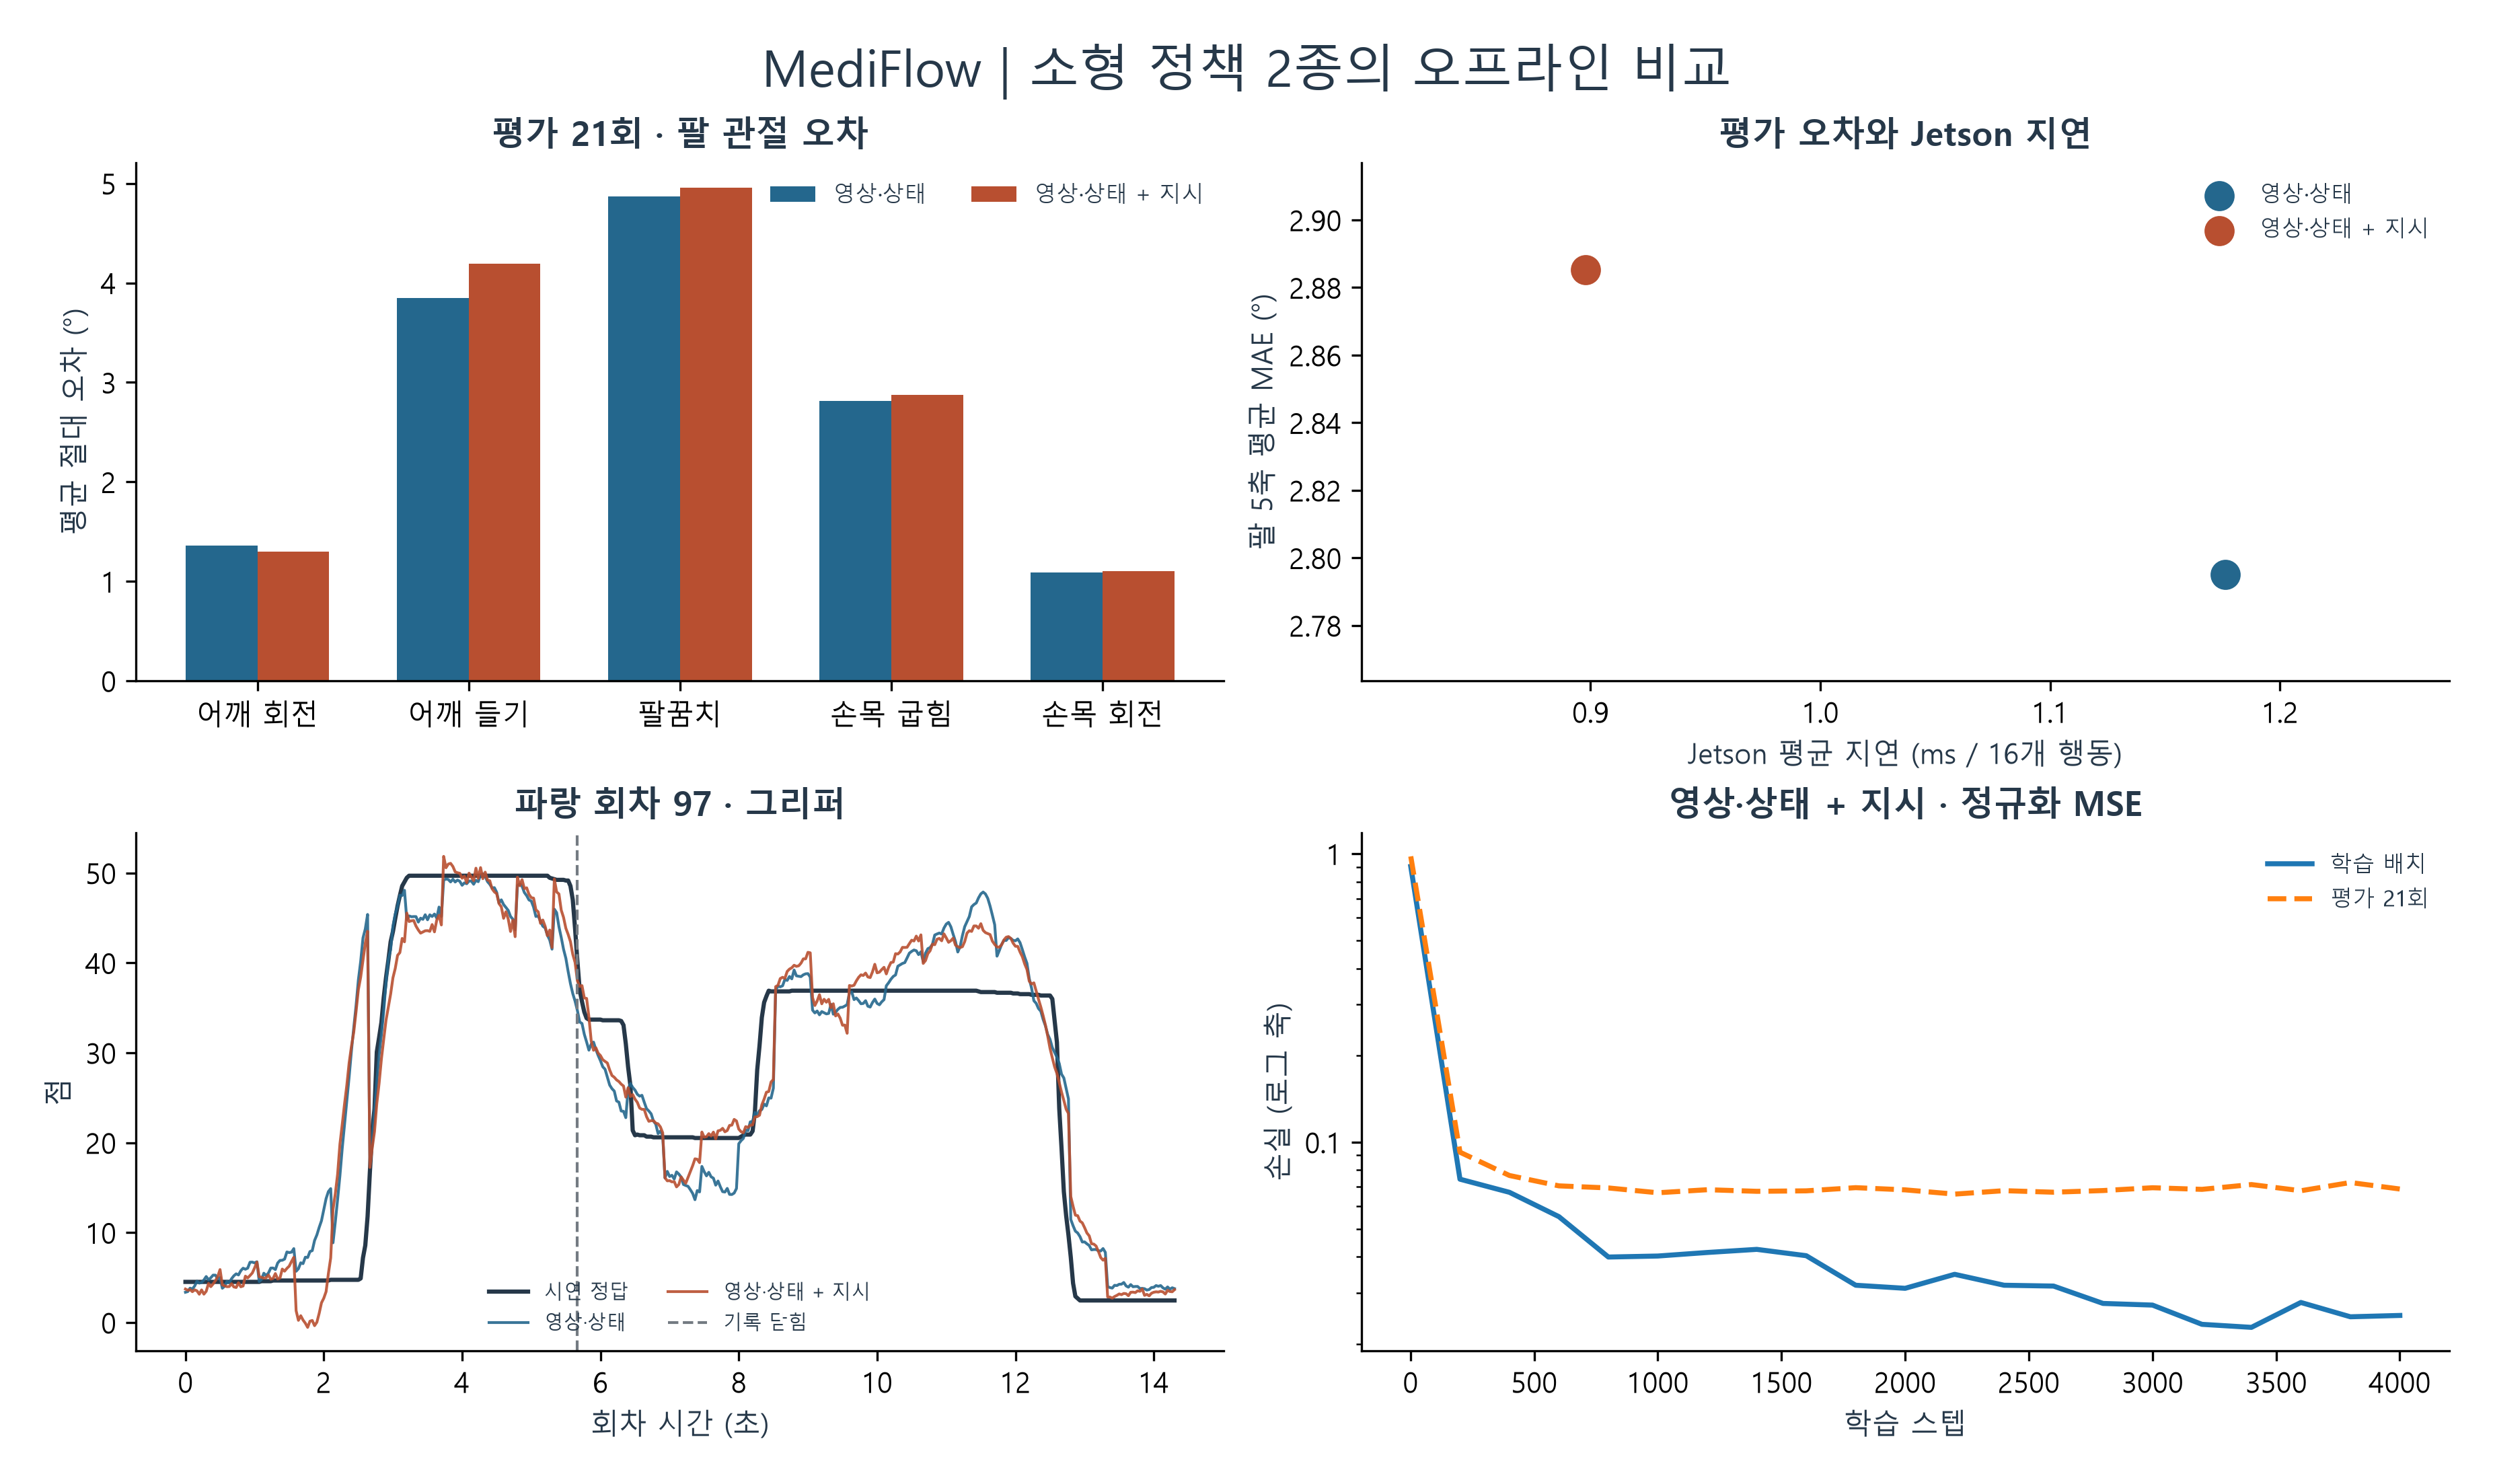 MediFlow | 소형 정책 2종의 오프라인 비교
평가 21회 · 팔 관절 오차
평균 절대 오차 (°)
5
4
3
2
1
0
영상·상태
영상·상태 + 지시
어깨 회전
어깨 들기
팔꿈치
손목 굽힘
손목 회전
평가 오차와 Jetson 지연
팔 5축 평균 MAE (°)
2.90
2.88
2.86
2.84
2.82
2.80
2.78
영상·상태
영상·상태 + 지시
0.9
1.0
1.1
1.2
Jetson 평균 지연 (ms / 16개 행동)
파랑 회차 97 · 그리퍼
점
50
40
30
20
10
0
시연 정답
영상·상태
영상·상태 + 지시
기록 닫힘
0
2
4
6
8
10
12
14
회차 시간 (초)
영상·상태 + 지시 · 정규화 MSE
손실 (로그 축)
1
0.1
학습 배치
평가 21회
0
500
1000
1500
2000
2500
3000
3500
4000
학습 스텝